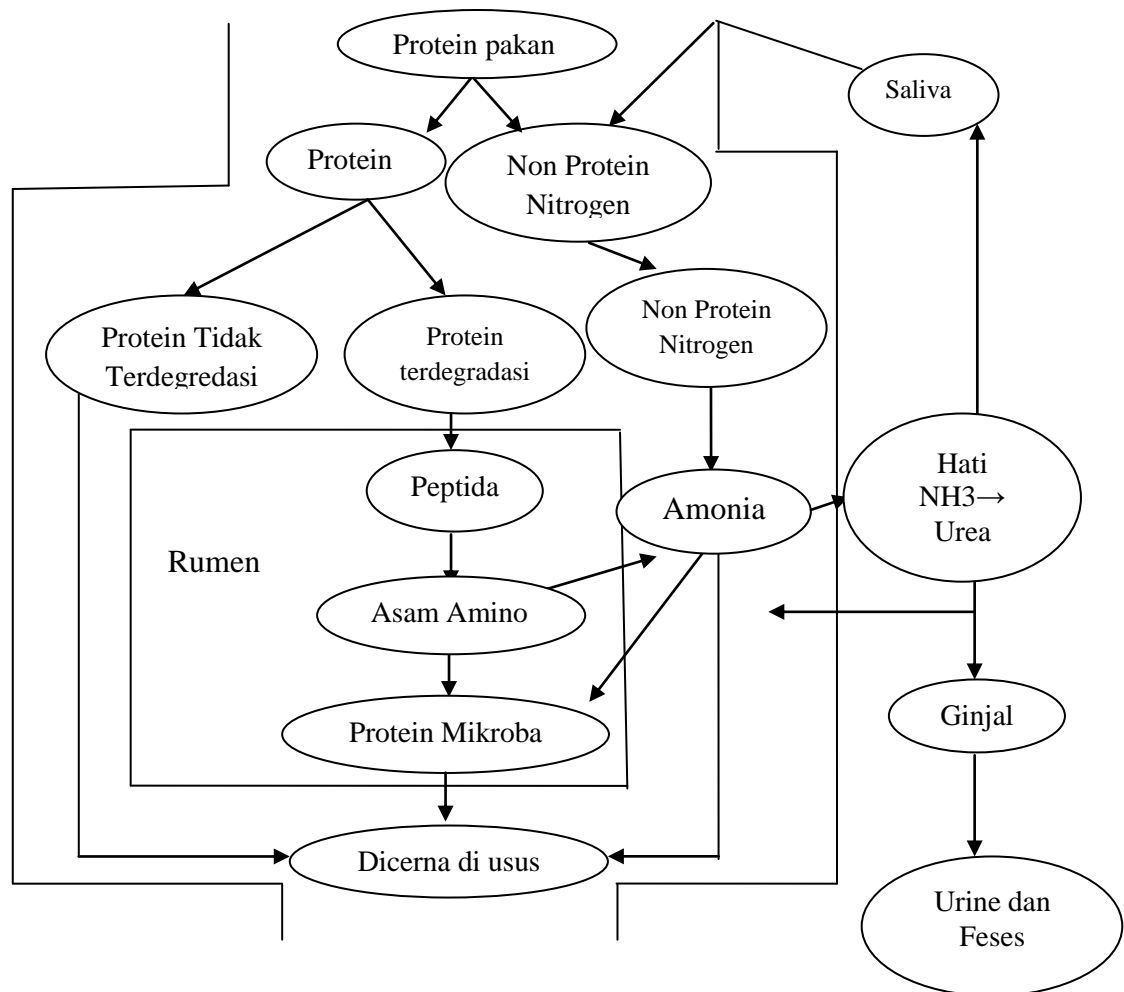 Protein pakan
Saliva
Protein
Non Protein
Nitrogen
Protein Tidak
Terdegredasi
Protein
terdegradasi
Non Protein
Nitrogen
Hati
NH3→
Urea
Peptida
Amonia
Rumen
Asam Amino
Ginjal
Protein Mikroba
Dicerna di usus
Urine dan
Feses